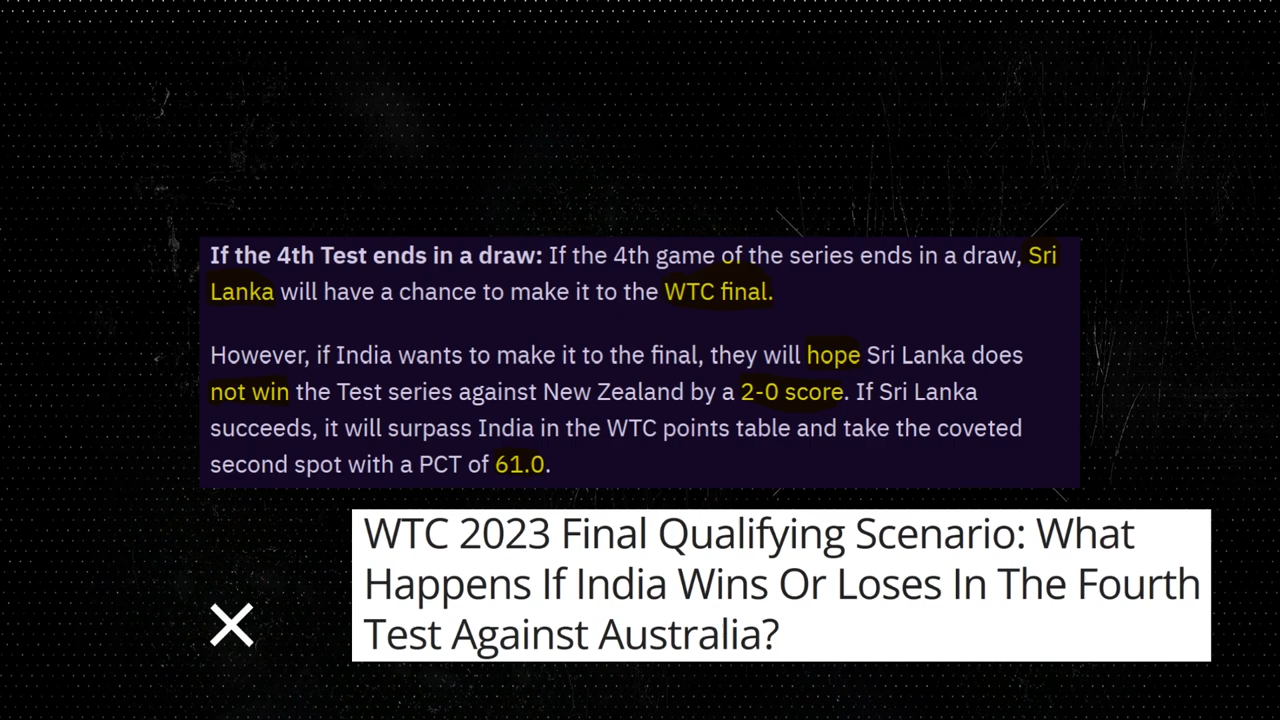 If the 4th Test ends in a draw: If the 4th game of the series ends in a draw, Sri
Lanka will have a chance to make it to the WTC final.
However, if India wants to make it to the final, they will hope Sri Lanka does
not win the Test series against New Zealand by a 2-0 score. If Sri Lanka
succeeds, it will surpass India in the WTC points table and take the coveted
second spot with a PCT of 61.0.
WTC 2023 Final Qualifying Scenario: What
Happens If India Wins Or Loses In The Fourth
Test Against Australia?